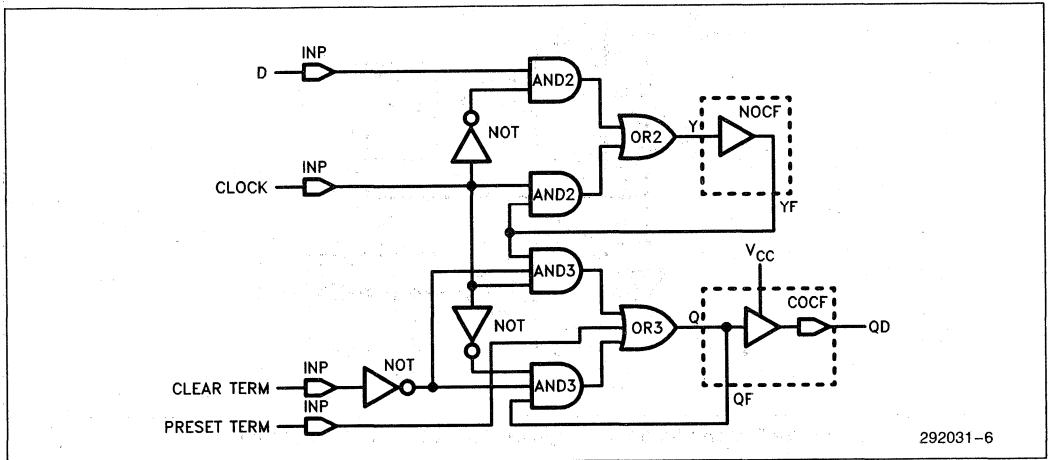 INP
D
AND2
NOCF
NOT
OR2
Y
INP
CLOCK
AND2
YF
AND3
VCC
COCF
NOT
OR3
Q
QD
NOT
INP
CLEAR TERM
AND3
INP
QF
PRESET TERM
292031-6